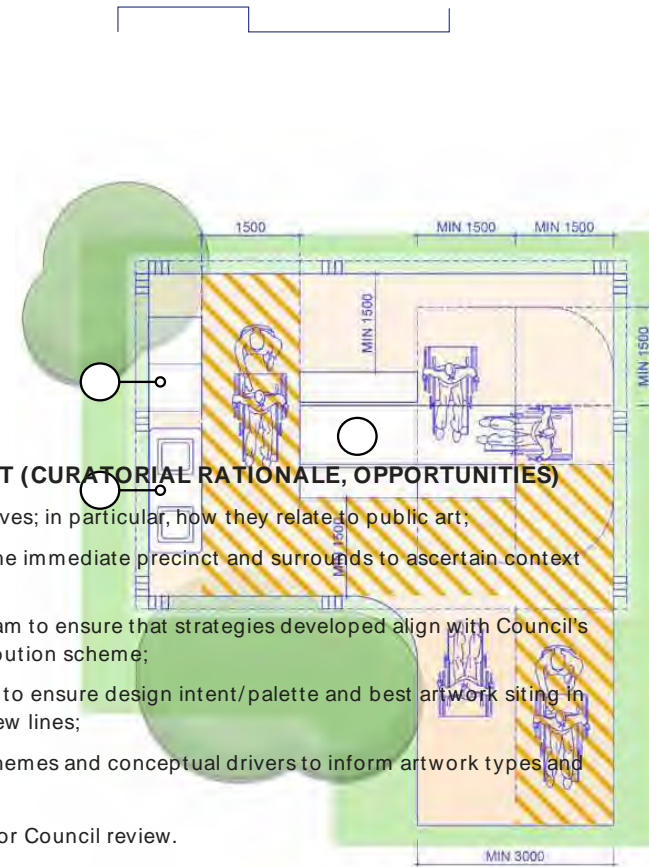 1500
MIN 1500
MIN 1500
MIN 1500
MIN 1500
T (CURATORIAL RATIONALE, OPPORTUNITIES)
ves; in particular, how they relate to public art;
MIN 150
he immediate precinct and surrounds to ascertain context
am to ensure that strategies developed align with Council's
bution scheme;
to ensure design intent/palette and best artwork siting in
ew lines;
hemes and conceptual drivers to inform artwork types and
or Council review.
MIN 3000